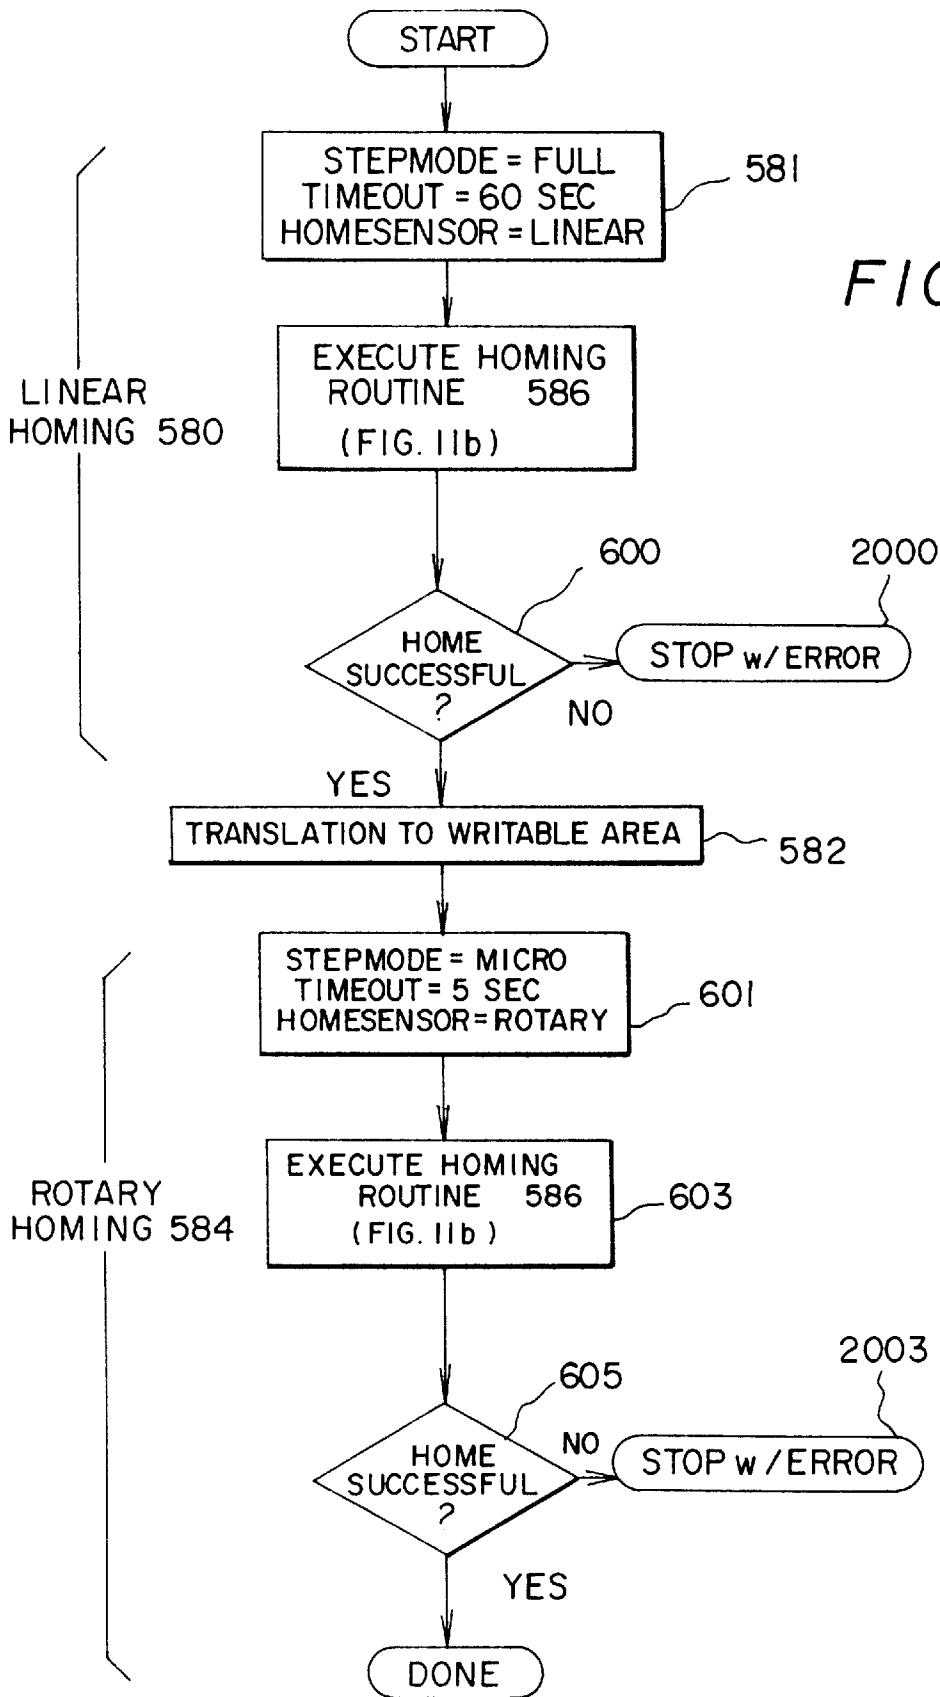 START
STEPMODE = FULL
TIMEOUT = 60 SEC
HOMESENSOR = LINEAR
581
FIG
EXECUTE HOMING
ROUTINE 586
(FIG. 11b)
LINEAR
HOMING 580
600
2000
HOME
SUCCESSFUL
?
STOP w/ERROR
NO
YES
TRANSLATION TO WRITABLE AREA
582
STEPMODE = MICRO
TIMEOUT = 5 SEC
HOMESENSOR = ROTARY
601
EXECUTE HOMING
ROUTINE 586
(FIG. 11b)
603
ROTARY
HOMING 584
605
2003
HOME
SUCCESSFUL
?
NO
STOP w/ERROR
YES
DONE